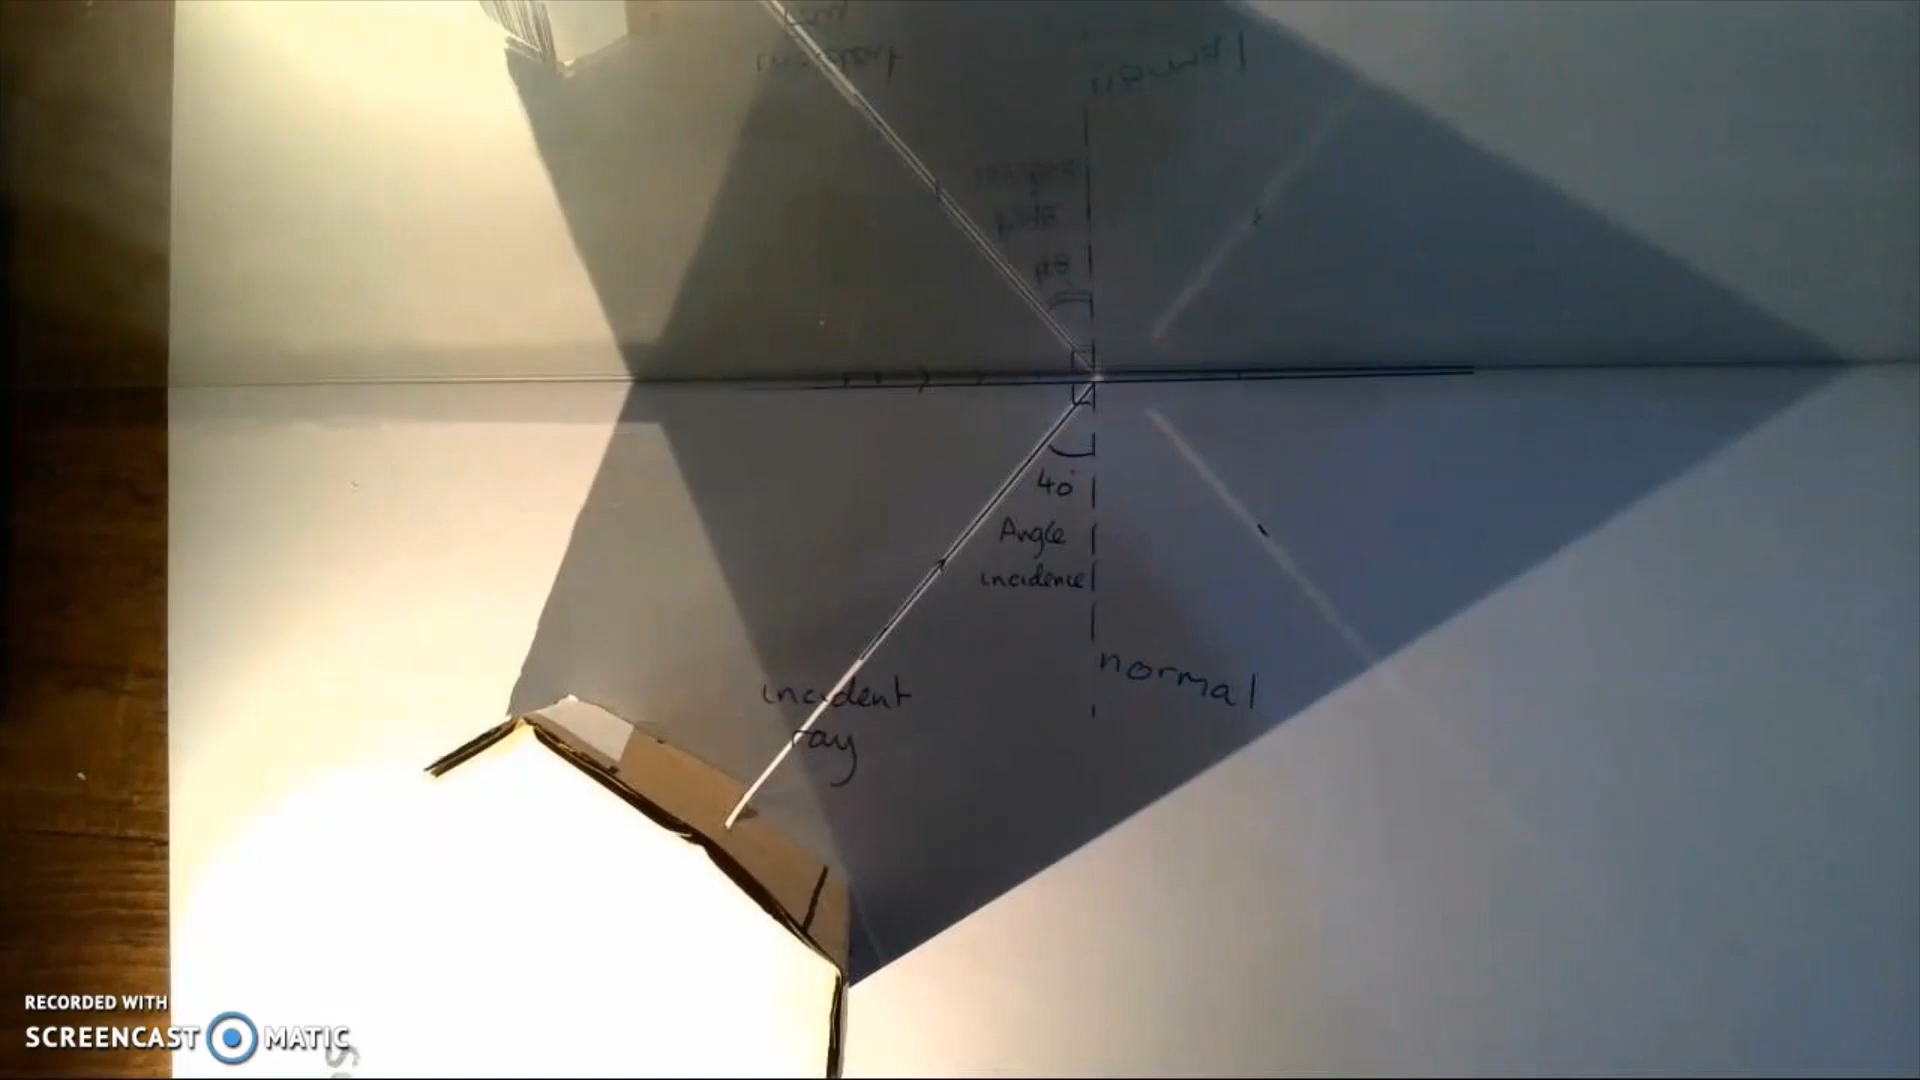 40°
Angle
incidence
normal
incident
ray
RECORDED WITH
SCREENCAST MATIC